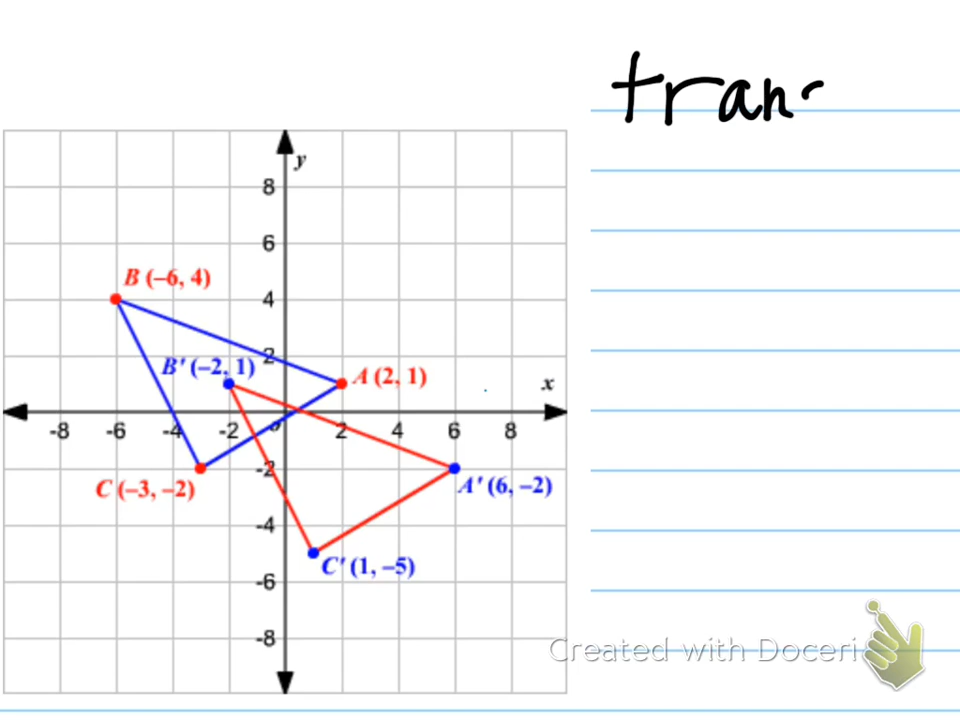 tran
y
8
6
B (–6, 4)
4
B' (–2, 1)
2
A (2, 1)
x
-8 -6 -4 -2 2 4 6 8
-2
C (–3, –2)
A' (6, –2)
-4
C' (1, –5)
-6
-8
Created with Doceri